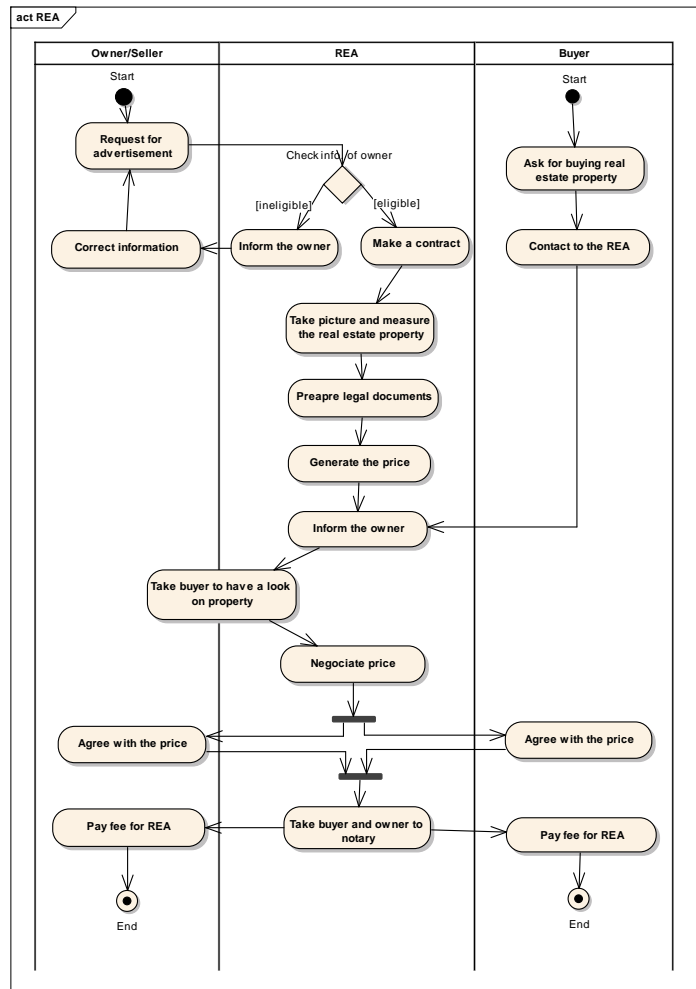 act REA
Owner/Seller
REA
Buyer
Start
Start
Request for
advertisement
Check info of owner
Ask for buying real
estate property
[ineligible]
[eligible]
Correct information
Inform the owner
Make a contract
Contact to the REA
Take picture and measure
the real estate property
Preapre legal documents
Generate the price
Inform the owner
Take buyer to have a look
on property
Negociate price
Agree with the price
Agree with the price
Pay fee for REA
Take buyer and owner to
notary
Pay fee for REA
End
End